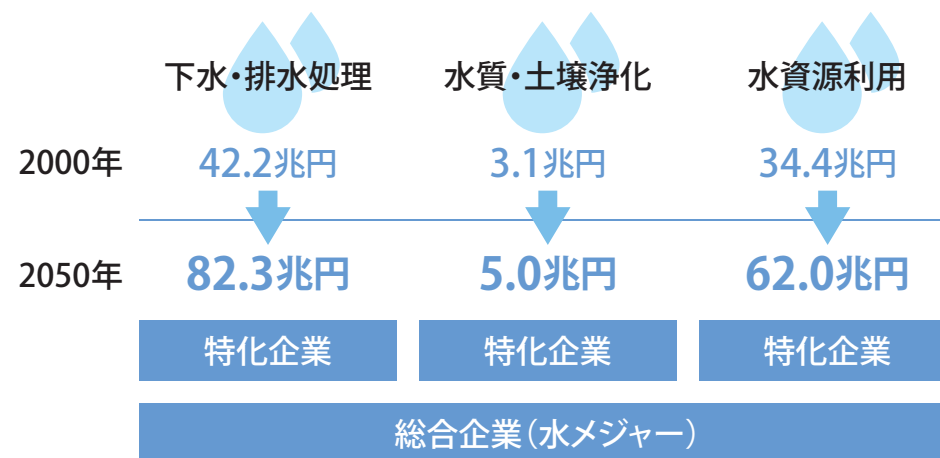 下水・排水処理 水質・土壌浄化 水資源利用
2000年 42.2兆円 3.1兆円 34.4兆円
2050年 82.3兆円 5.0兆円 62.0兆円
特化企業 特化企業 特化企業
総合企業（水メジャー）